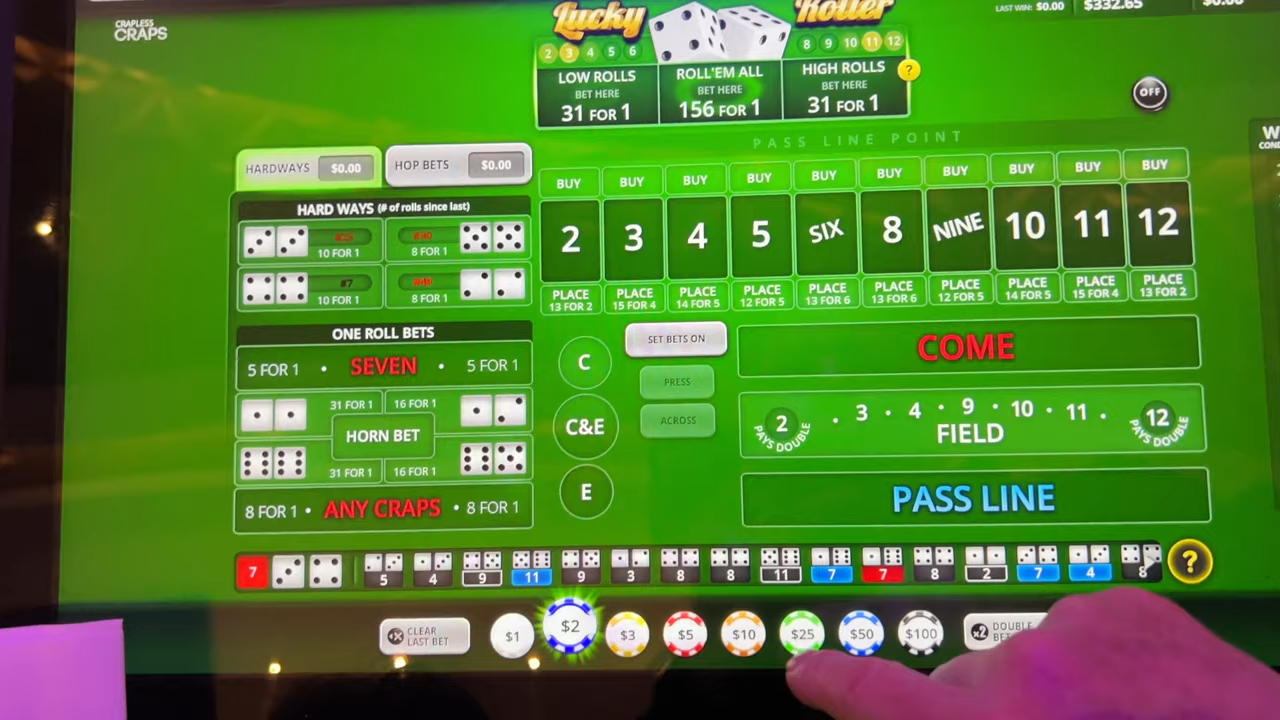 CRAPLESS
CRAPS
Lucky Roller
LAST WIN: $0.00
$332.65
$0.00
2 3 4 5 6
8 9 10 11 12
LOW ROLLS
BET HERE
31 FOR 1
ROLL'EM ALL
BET HERE
156 FOR 1
HIGH ROLLS
BET HERE
31 FOR 1
?
OFF
PASS LINE POINT
HARDWAYS $0.00
HOP BETS $0.00
BUY BUY BUY BUY BUY BUY BUY BUY BUY BUY
2 3 4 5 SIX 8 NINE 10 11 12
PLACE PLACE PLACE PLACE PLACE PLACE PLACE PLACE PLACE PLACE
13 FOR 2 15 FOR 4 14 FOR 5 12 FOR 5 13 FOR 6 13 FOR 6 12 FOR 5 14 FOR 5 15 FOR 4 13 FOR 2
HARD WAYS (# of rolls since last)
10 FOR 1
8 FOR 1
#7
10 FOR 1
8 FOR 1
ONE ROLL BETS
5 FOR 1 • SEVEN • 5 FOR 1
31 FOR 1 16 FOR 1
HORN BET
31 FOR 1 16 FOR 1
8 FOR 1 • ANY CRAPS • 8 FOR 1
C
C&E
E
SET BETS ON
PRESS
ACROSS
COME
2 PAYS DOUBLE • 3 • 4 • 9 • 10 • 11 • 12 PAYS DOUBLE
FIELD
PASS LINE
7 5 4 9 11 9 3 8 8 11 7 7 8 2 7 4 8
?
CLEAR
LAST BET
$1 $2 $3 $5 $10 $25 $50 $100
x2 DOUBLE